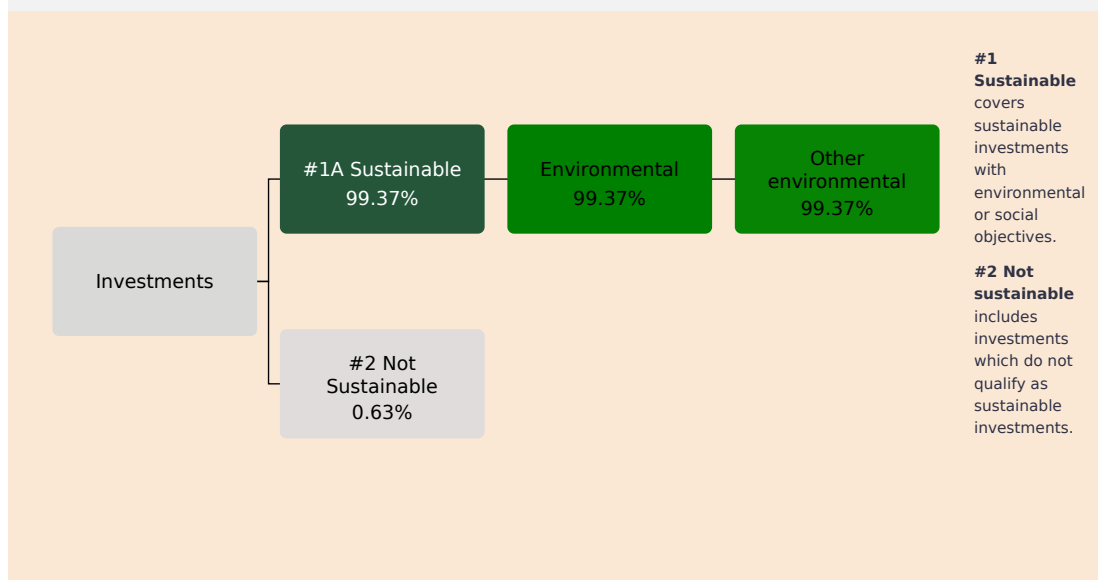 Investments
#1A Sustainable
99.37%
Environmental
99.37%
Other
environmental
99.37%
#2 Not
Sustainable
0.63%
#1
Sustainable
covers
sustainable
investments
with
environmental
or social
objectives.
#2 Not
sustainable
includes
investments
which do not
qualify as
sustainable
investments.